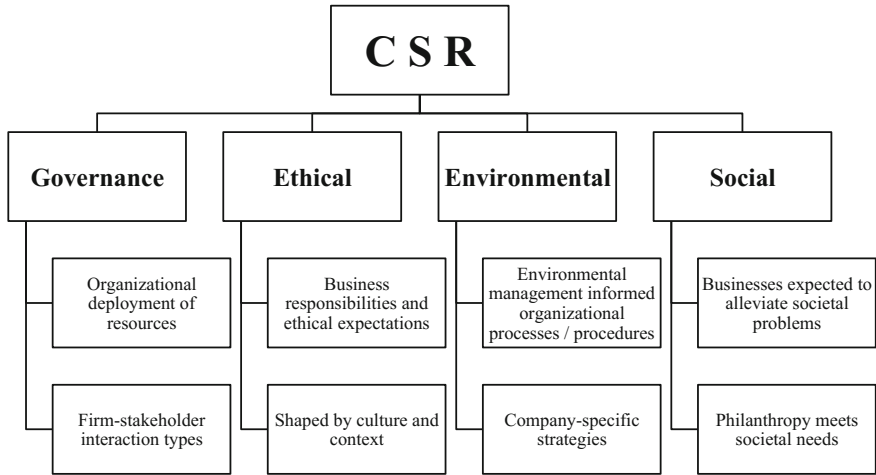 C S R
Governance
Ethical
Environmental
Social
Organizational
deployment of
resources
Business
responsibilities and
ethical expectations
Environmental
management informed
organizational
processes / procedures
Businesses expected to
alleviate societal
problems
Firm-stakeholder
interaction types
Shaped by culture and
context
Company-specific
strategies
Philanthropy meets
societal needs